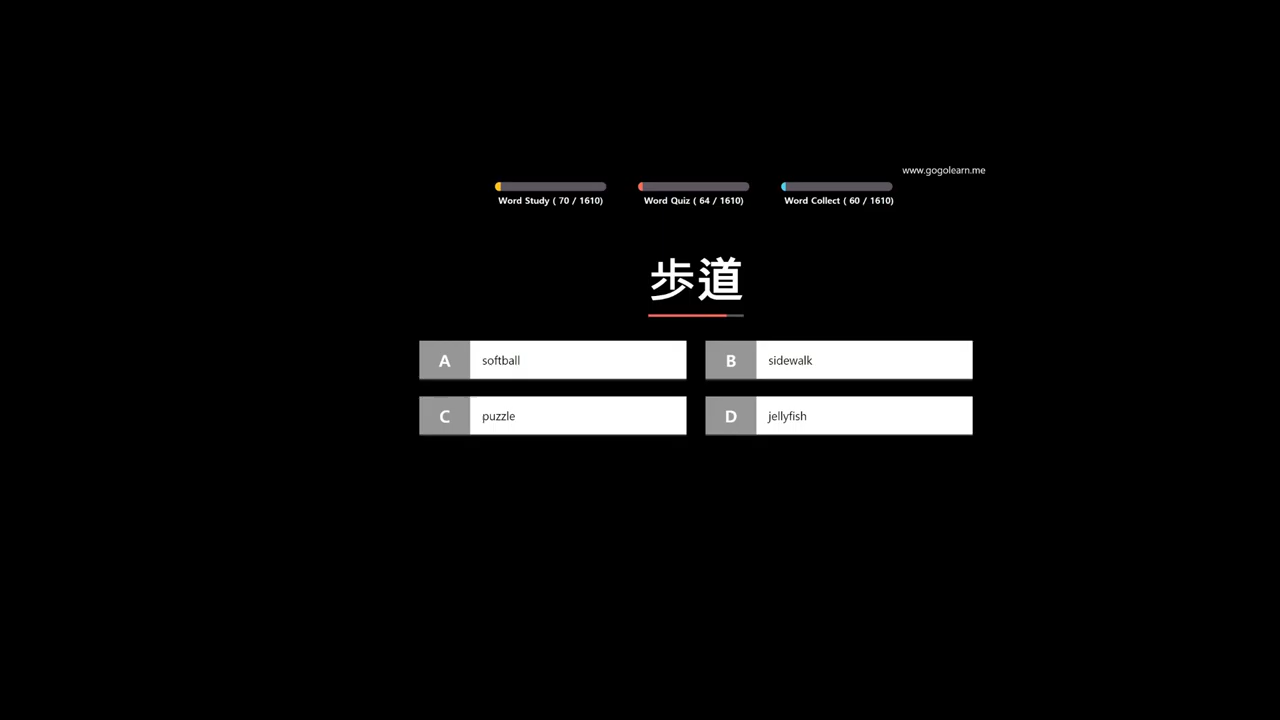 www.gogolearn.me
Word Study ( 70 / 1610)
Word Quiz ( 64 / 1610)
Word Collect ( 60 / 1610)
歩道
A softball
B sidewalk
C puzzle
D jellyfish